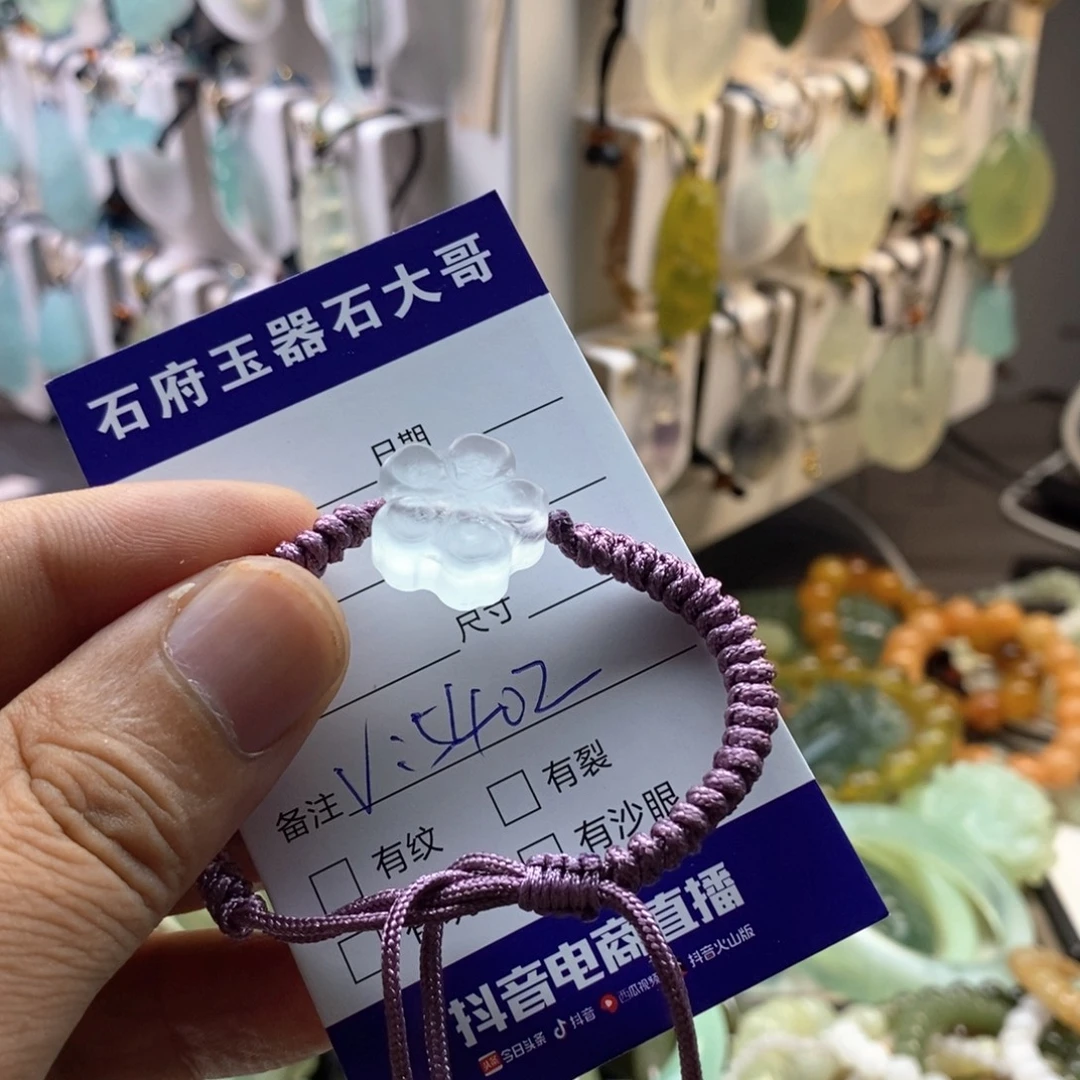 石府玉器石大哥
日期
尺寸
备注 V:5402
有裂
有纹
有沙眼
抖音电商直播
今日头条 抖音 西瓜视频 抖音火山版